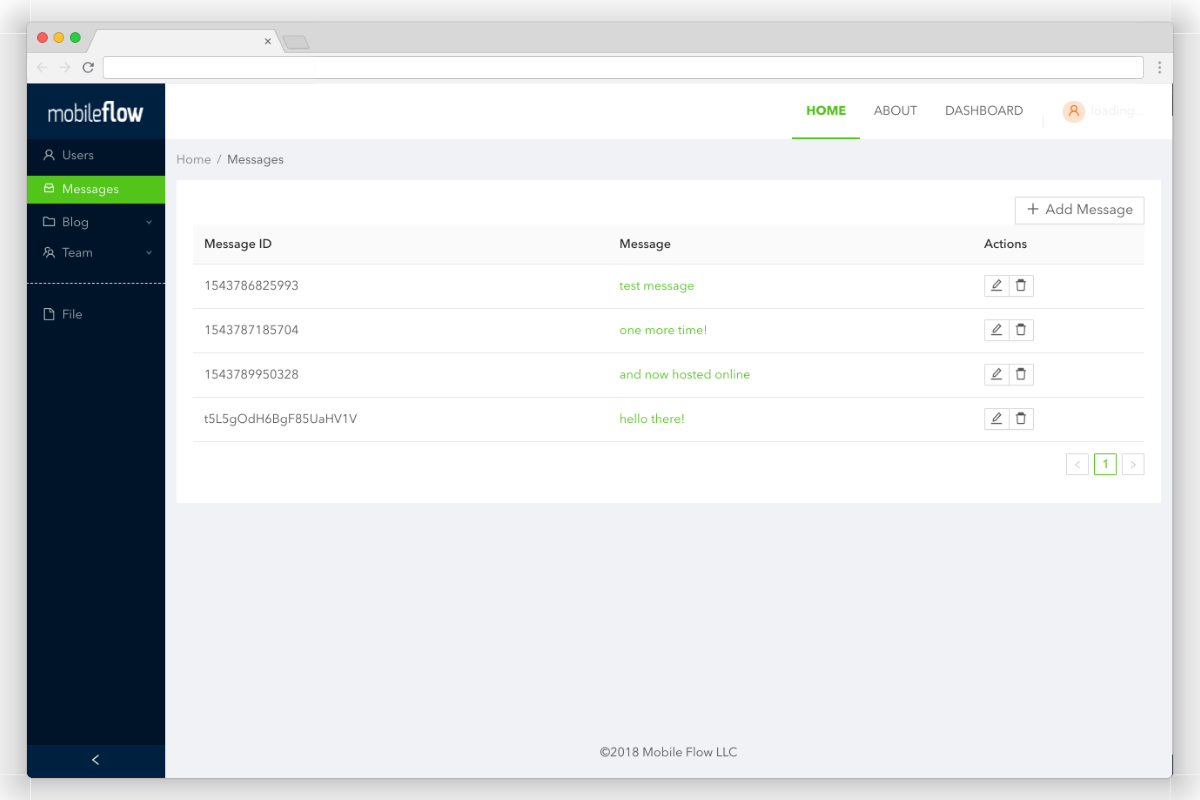 mobileflow
HOME ABOUT DASHBOARD loading...
Users
Messages
Blog
Team
File
Home / Messages
+ Add Message
Message ID Message Actions
1543786825993 test message
1543787185704 one more time!
1543789950328 and now hosted online
t5L5gOdH6BgF85UaHV1V hello there!
< 1 >
©2018 Mobile Flow LLC